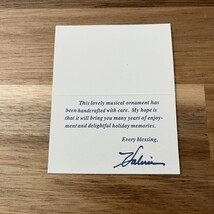 This lovely musical ornament has
been handcrafted with care. My hope is
that it will bring you many years of enjoy-
ment and delightful holiday memories.
Every blessing,
Valerie